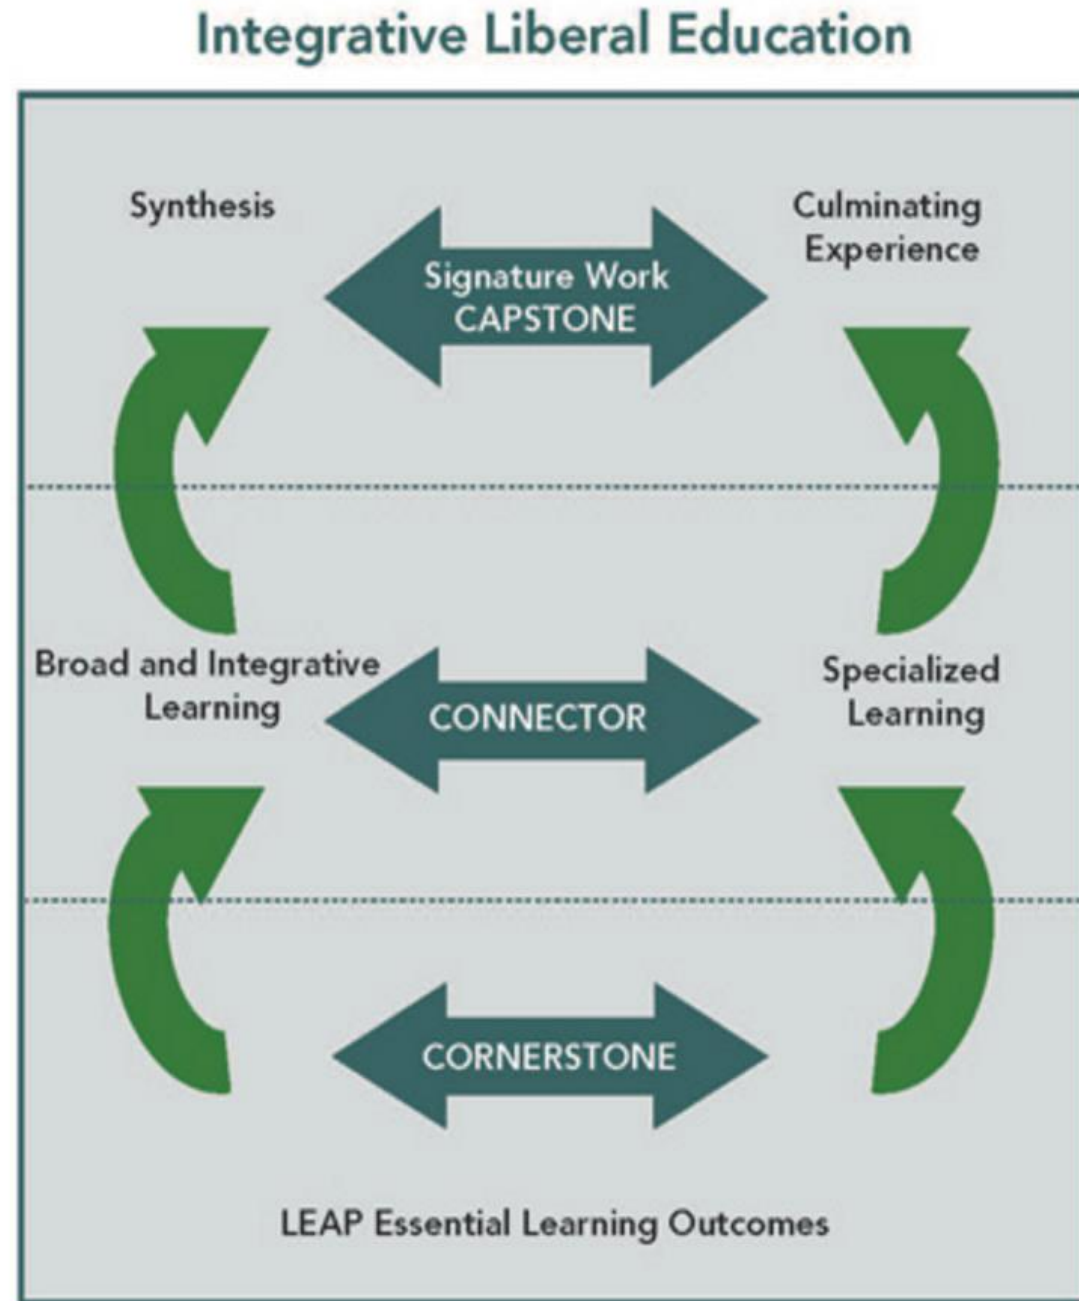 Integrative Liberal Education
Synthesis
Culminating
Experience
Signature Work
CAPSTONE
Broad and Integrative
Learning
CONNECTOR
Specialized
Learning
CORNERSTONE
LEAP Essential Learning Outcomes